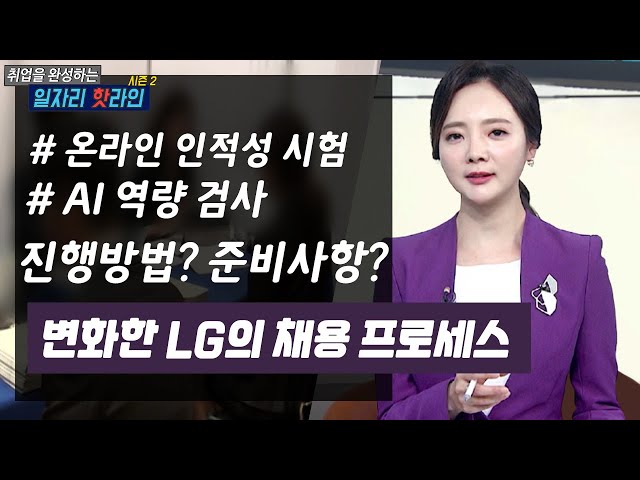 취업을 완성하는
시즌 2
일자리 핫라인
# 온라인 인적성 시험
# AI 역량 검사
진행방법? 준비사항?
변화한 LG의 채용 프로세스